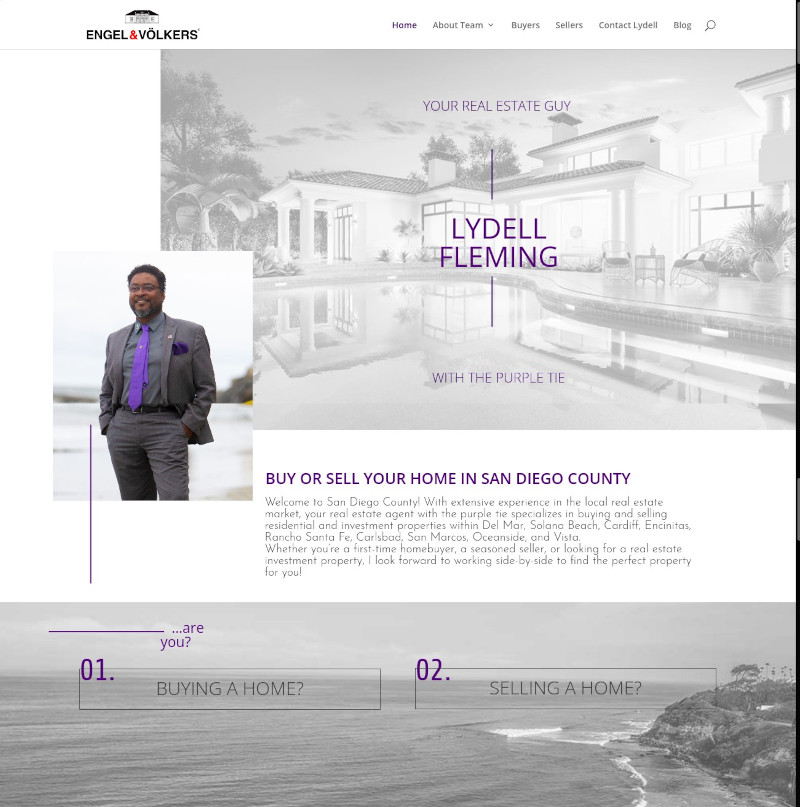 ENGEL&VÖLKERS®
Home About Team Buyers Sellers Contact Lydell Blog
YOUR REAL ESTATE GUY
LYDELL
FLEMING
WITH THE PURPLE TIE
BUY OR SELL YOUR HOME IN SAN DIEGO COUNTY
Welcome to San Diego County! With extensive experience in the local real estate
market, your real estate agent with the purple tie specializes in buying and selling
residential and investment properties within Del Mar, Solana Beach, Cardiff, Encinitas,
Rancho Santa Fe, Carlsbad, San Marcos, Oceanside, and Vista.
Whether you're a first-time homebuyer, a seasoned seller, or looking for a real estate
investment property, I look forward to working side-by-side to find the perfect property
for you!
...are
you?
01.
BUYING A HOME?
02.
SELLING A HOME?